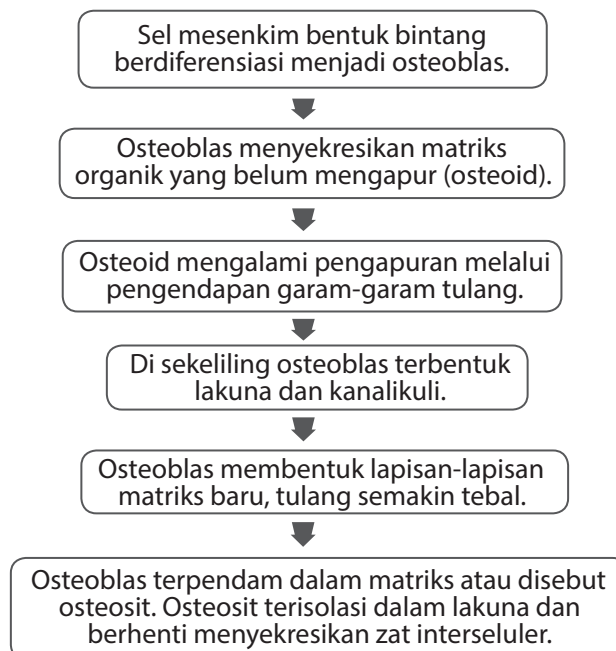 Sel mesenkim bentuk bintang
berdiferensiasi menjadi osteoblas.
Osteoblas menyekresikan matriks
organik yang belum mengapur (osteoid).
Osteoid mengalami pengapuran melalui
pengendapan garam-garam tulang.
Di sekeliling osteoblas terbentuk
lakuna dan kanalikuli.
Osteoblas membentuk lapisan-lapisan
matriks baru, tulang semakin tebal.
Osteoblas terpendam dalam matriks atau disebut
osteosit. Osteosit terisolasi dalam lakuna dan
berhenti menyekresikan zat interseluler.